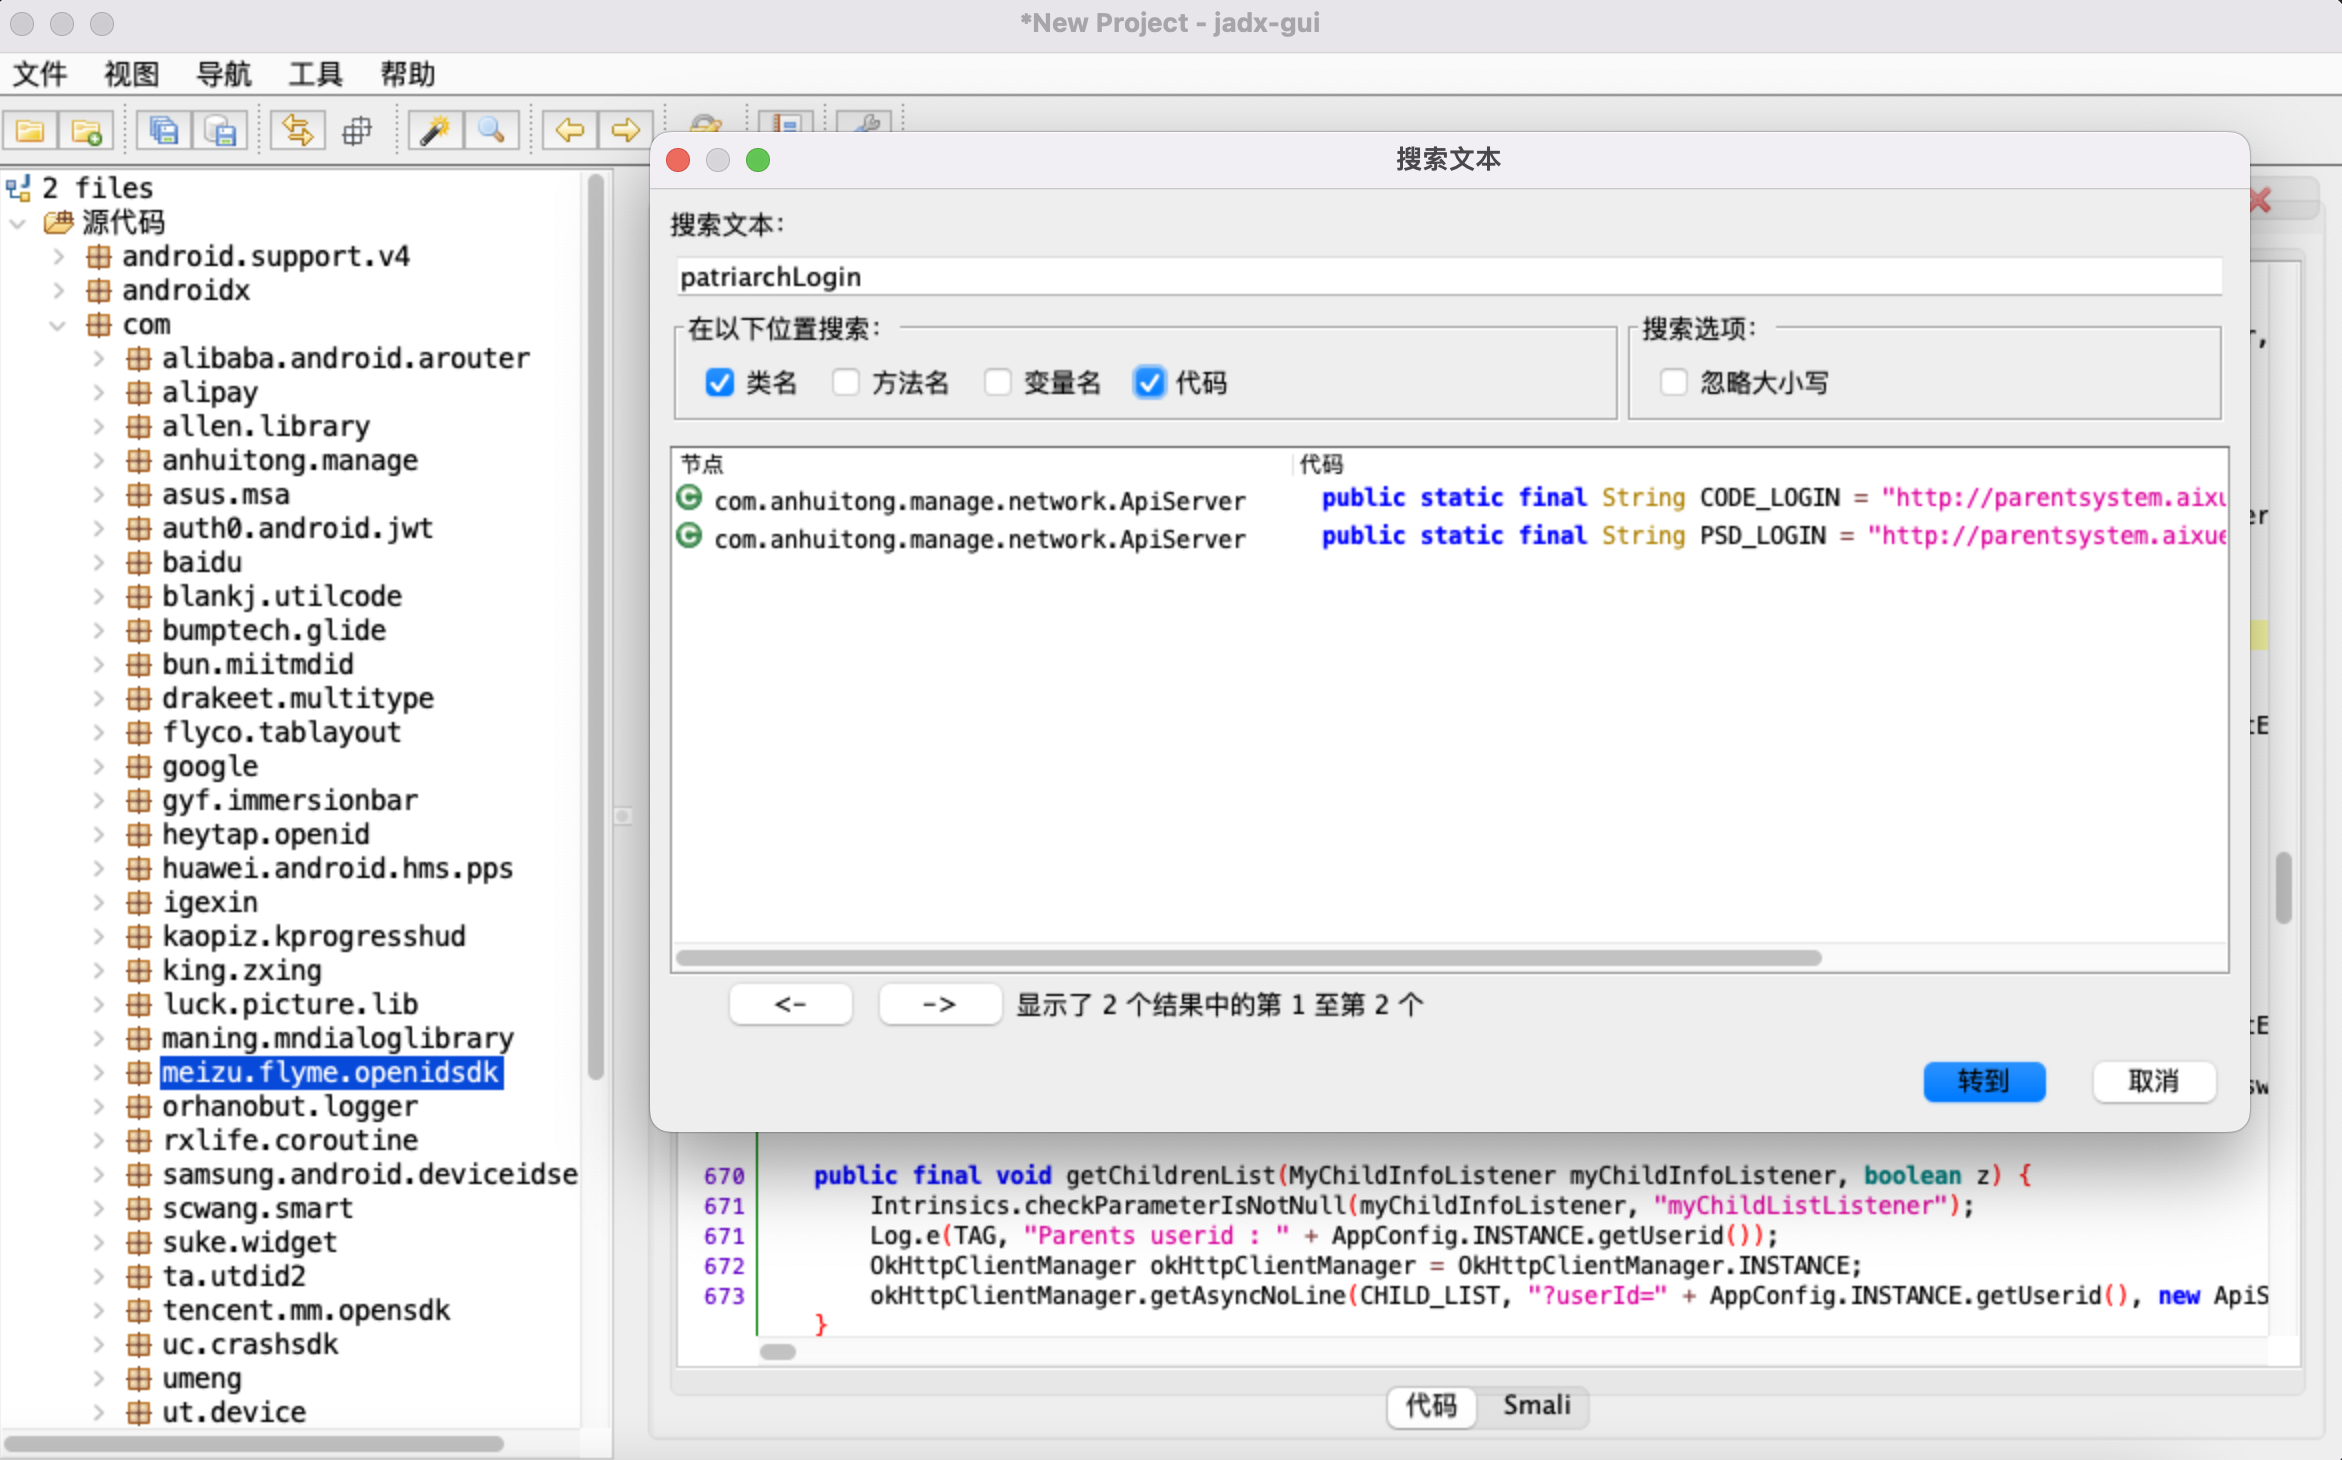 *New Project - jadx-gui
文件 视图 导航 工具 帮助
2 files
源代码
android.support.v4
androidx
com
alibaba.android.arouter
alipay
allen.library
anhuitong.manage
asus.msa
auth0.android.jwt
baidu
blankj.utilcode
bumptech.glide
bun.miitmdid
drakeet.multitype
flyco.tablayout
google
gyf.immersionbar
heytap.openid
huawei.android.hms.pps
igexin
kaopiz.kprogresshud
king.zxing
luck.picture.lib
maning.mndialoglibrary
meizu.flyme.openidsdk
orhanobut.logger
rxlife.coroutine
samsung.android.deviceidse
scwang.smart
suke.widget
ta.utdid2
tencent.mm.opensdk
uc.crashsdk
umeng
ut.device
搜索文本
搜索文本：
patriarchLogin
在以下位置搜索：
类名 方法名 变量名 代码
搜索选项：
忽略大小写
节点 代码
com.anhuitong.manage.network.ApiServer public static final String CODE_LOGIN = "http://parentsystem.aixu
com.anhuitong.manage.network.ApiServer public static final String PSD_LOGIN = "http://parentsystem.aixue
<- -> 显示了 2 个结果中的第 1 至第 2 个
转到 取消
670 public final void getChildrenList(MyChildInfoListener myChildInfoListener, boolean z) {
671 Intrinsics.checkParameterIsNotNull(myChildInfoListener, "myChildListListener");
671 Log.e(TAG, "Parents userid : " + AppConfig.INSTANCE.getUserid());
672 OkHttpClientManager okHttpClientManager = OkHttpClientManager.INSTANCE;
673 okHttpClientManager.getAsyncNoLine(CHILD_LIST, "?userId=" + AppConfig.INSTANCE.getUserid(), new ApiS
}
代码 Smali